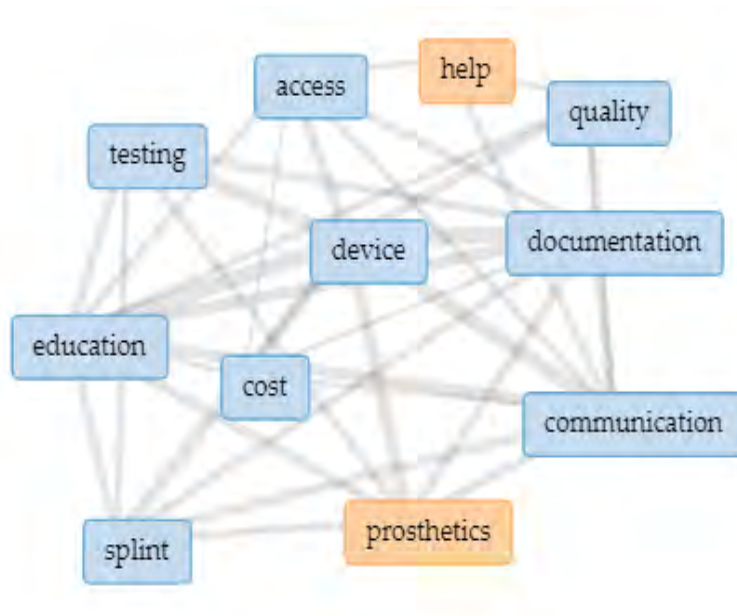 help
access
quality
testing
documentation
device
education
cost
communication
prosthetics
splint